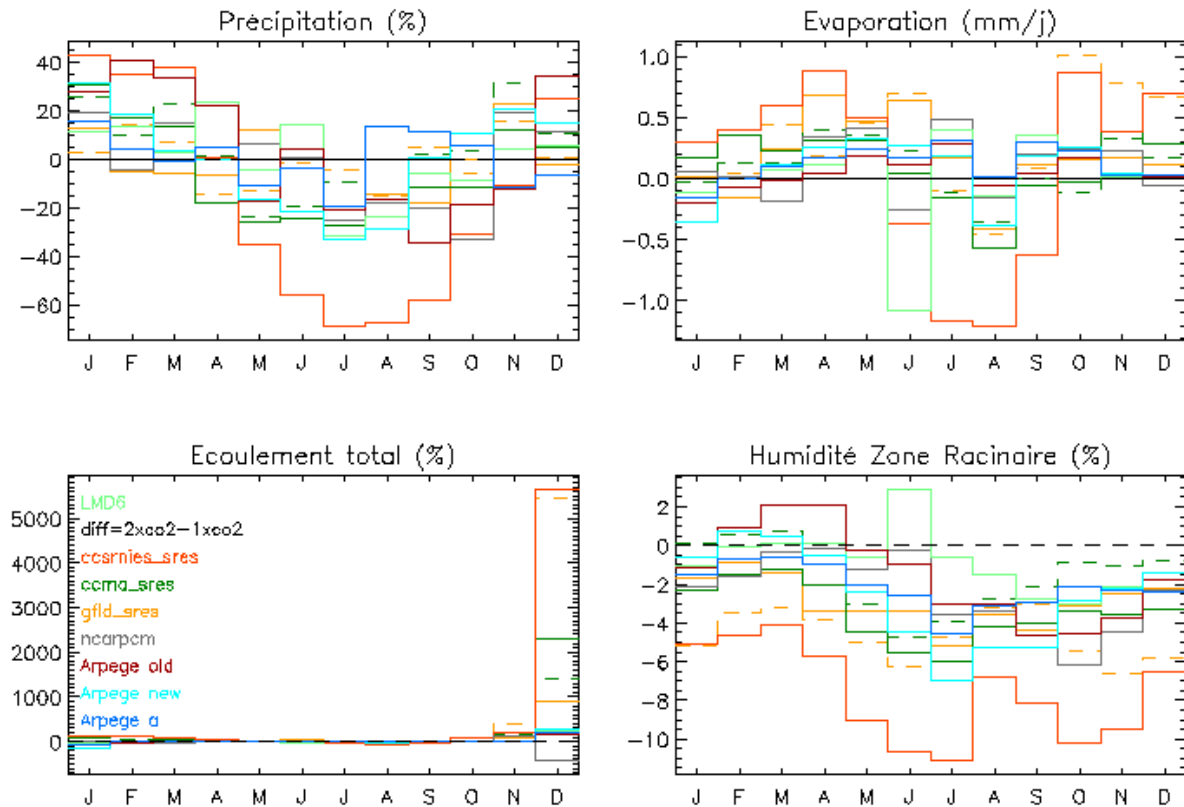 Précipitation (%)
40
20
0
−20
−40
−60
J F M A M J J A S O N D
Evaporation (mm/j)
1.0
0.5
0.0
−0.5
−1.0
J F M A M J J A S O N D
Ecoulement total (%)
5000
4000
3000
2000
1000
0
LMD6
diff=2xco2−1xco2
ccsrnies_sres
ccma_sres
gfld_sres
ncarpcm
Arpege old
Arpege new
Arpege a
J F M A M J J A S O N D
Humidité Zone Racinaire (%)
2
0
−2
−4
−6
−8
−10
J F M A M J J A S O N D